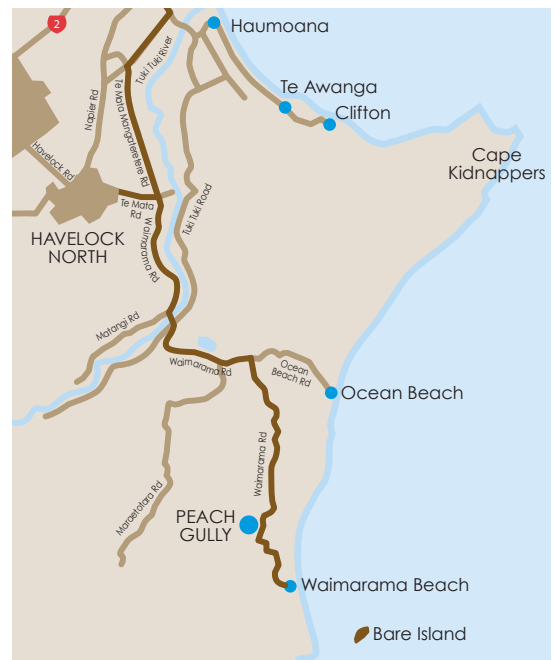 2
Haumoana
Tuki Tuki River
Te Awanga
Clifton
Napier Rd
Te Mata Mangateretere Rd
Cape
Kidnappers
Havelock Rd
Te Mata
Rd
Tuki Tuki Road
HAVELOCK
NORTH
Waimarama Rd
Matangi Rd
Waimarama Rd
Ocean
Beach Rd
Ocean Beach
Waimarama Rd
Maraetotara Rd
PEACH
GULLY
Waimarama Beach
Bare Island